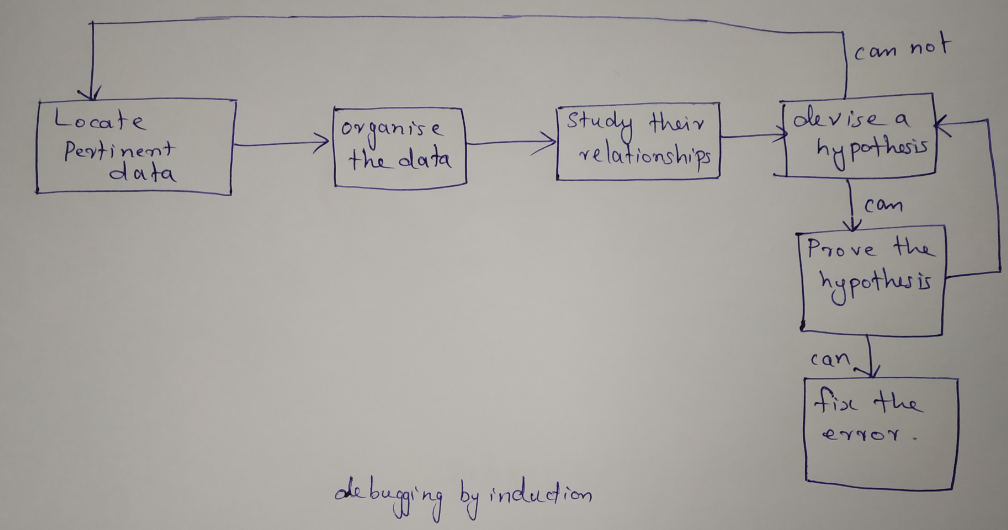 can not
Locate
Pertinent
data
organise
the data
Study their
relationships
devise a
hypothesis
can
Prove the
hypothesis
can
fix the
error.
debugging by induction